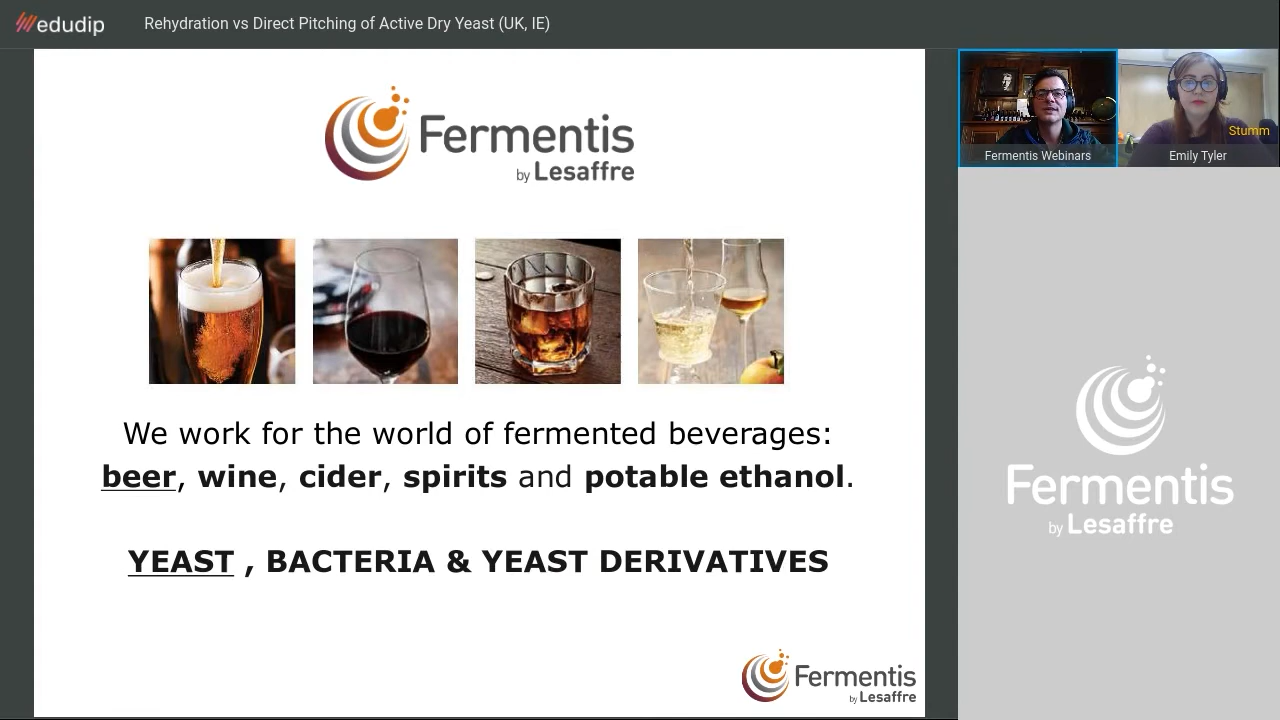 edudip
Rehydration vs Direct Pitching of Active Dry Yeast (UK, IE)
Fermentis
by Lesaffre
We work for the world of fermented beverages:
beer, wine, cider, spirits and potable ethanol.
YEAST , BACTERIA & YEAST DERIVATIVES
Fermentis
by Lesaffre
Stumm
Fermentis Webinars
Emily Tyler
Fermentis
by Lesaffre